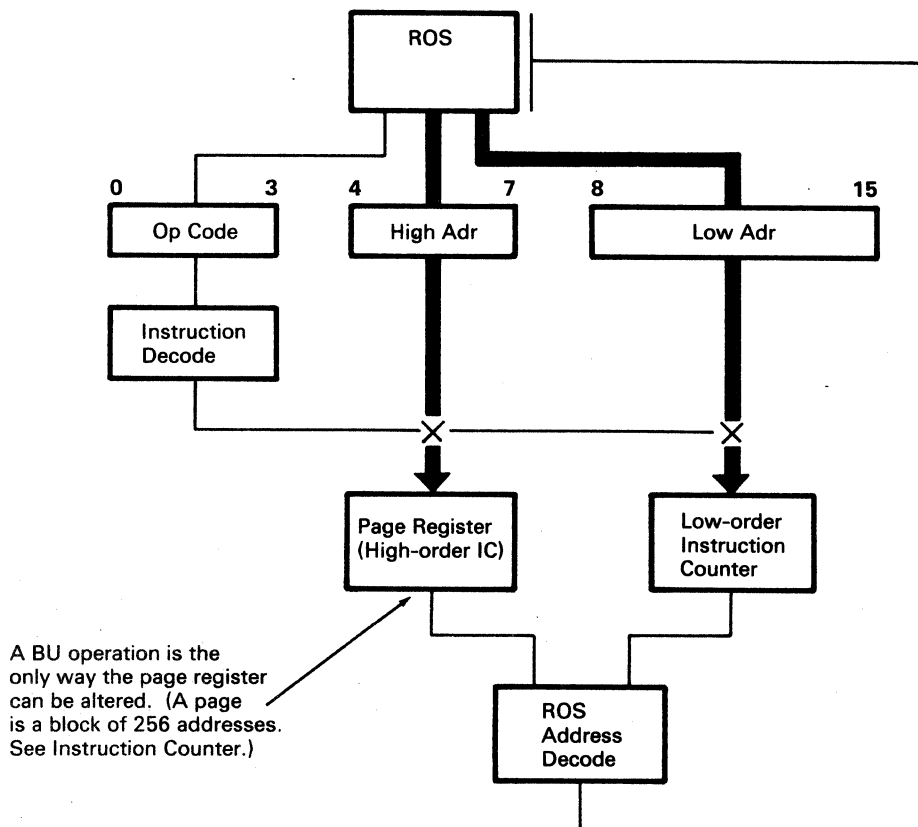 ROS
0 3 4 7 8 15
Op Code High Adr Low Adr
Instruction
Decode
Page Register
(High-order IC)
Low-order
Instruction
Counter
A BU operation is the
only way the page register
can be altered. (A page
is a block of 256 addresses.
See Instruction Counter.)
ROS
Address
Decode